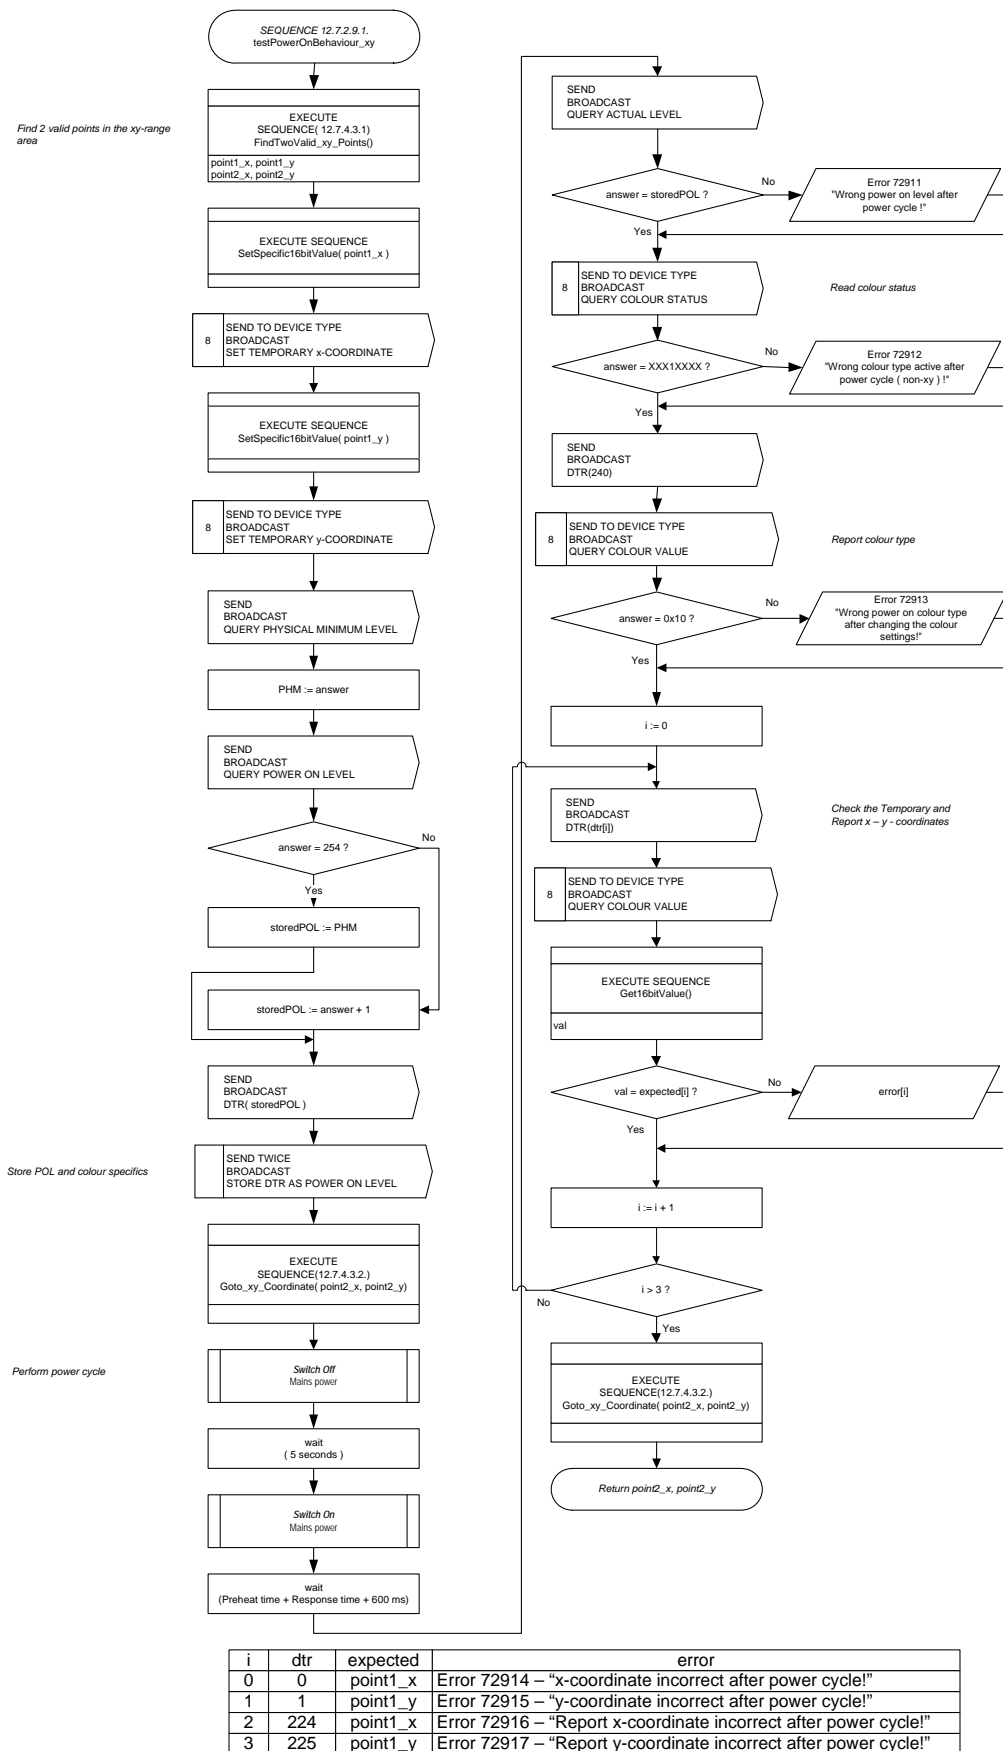 SEQUENCE 12.7.2.9.1.
testPowerOnBehaviour_xy
Find 2 valid points in the xy-range
area
EXECUTE
SEQUENCE( 12.7.4.3.1)
FindTwoValid_xy_Points()
point1_x, point1_y
point2_x, point2_y
EXECUTE SEQUENCE
SetSpecific16bitValue( point1_x )
8
SEND TO DEVICE TYPE
BROADCAST
SET TEMPORARY x-COORDINATE
EXECUTE SEQUENCE
SetSpecific16bitValue( point1_y )
8
SEND TO DEVICE TYPE
BROADCAST
SET TEMPORARY y-COORDINATE
SEND
BROADCAST
QUERY PHYSICAL MINIMUM LEVEL
PHM := answer
SEND
BROADCAST
QUERY POWER ON LEVEL
answer = 254 ?
No
Yes
storedPOL := PHM
storedPOL := answer + 1
SEND
BROADCAST
DTR( storedPOL )
Store POL and colour specifics
SEND TWICE
BROADCAST
STORE DTR AS POWER ON LEVEL
EXECUTE
SEQUENCE(12.7.4.3.2.)
Goto_xy_Coordinate( point2_x, point2_y)
Perform power cycle
Switch Off
Mains power
wait
( 5 seconds )
Switch On
Mains power
wait
(Preheat time + Response time + 600 ms)
SEND
BROADCAST
QUERY ACTUAL LEVEL
answer = storedPOL ?
No
Error 72911
"Wrong power on level after
power cycle !"
Yes
8
SEND TO DEVICE TYPE
BROADCAST
QUERY COLOUR STATUS
Read colour status
answer = XXX1XXXX ?
No
Error 72912
"Wrong colour type active after
power cycle ( non-xy ) !"
Yes
SEND
BROADCAST
DTR(240)
8
SEND TO DEVICE TYPE
BROADCAST
QUERY COLOUR VALUE
Report colour type
answer = 0x10 ?
No
Error 72913
"Wrong power on colour type
after changing the colour
settings!"
Yes
i := 0
SEND
BROADCAST
DTR(dtr[i])
Check the Temporary and
Report x – y - coordinates
8
SEND TO DEVICE TYPE
BROADCAST
QUERY COLOUR VALUE
EXECUTE SEQUENCE
Get16bitValue()
val
val = expected[i] ?
No
error[i]
Yes
i := i + 1
i > 3 ?
No
Yes
EXECUTE
SEQUENCE(12.7.4.3.2.)
Goto_xy_Coordinate( point2_x, point2_y)
Return point2_x, point2_y
i dtr expected error
0 0 point1_x Error 72914 – “x-coordinate incorrect after power cycle!”
1 1 point1_y Error 72915 – “y-coordinate incorrect after power cycle!”
2 224 point1_x Error 72916 – “Report x-coordinate incorrect after power cycle!”
3 225 point1_y Error 72917 – “Report y-coordinate incorrect after power cycle!”